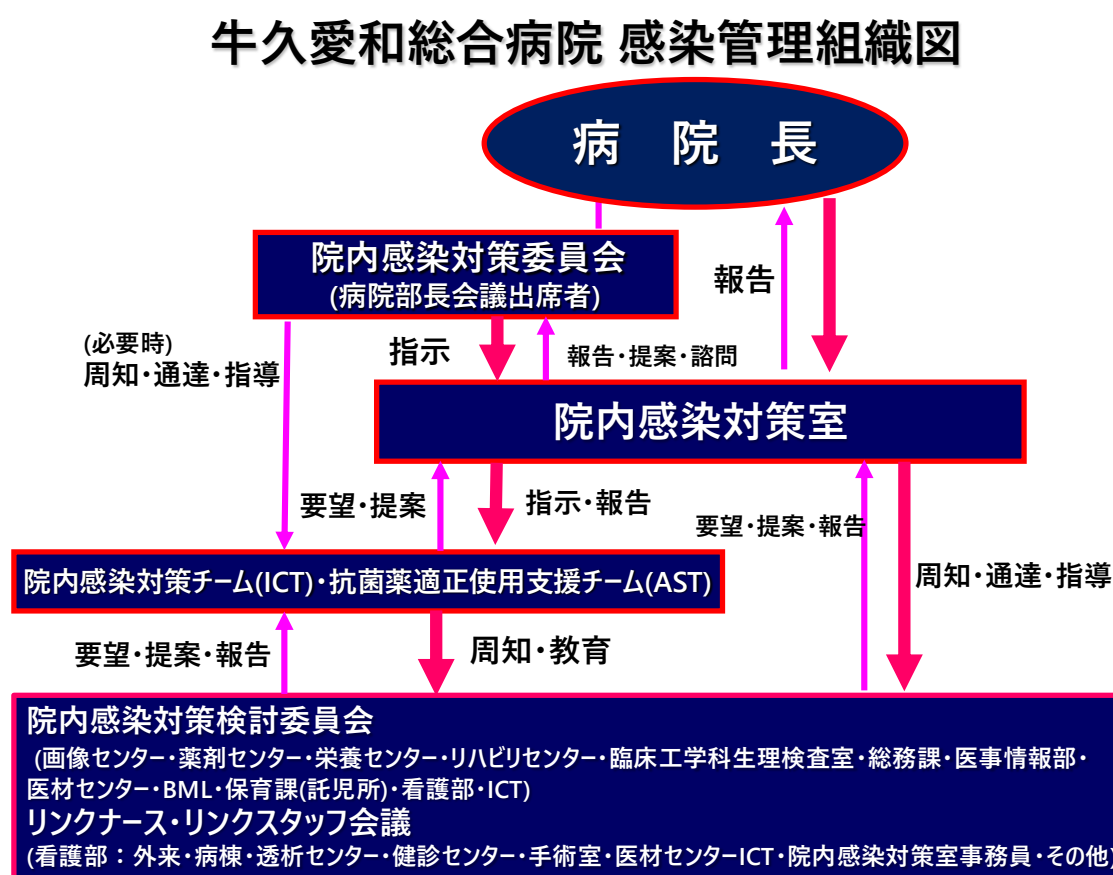 牛久愛和総合病院 感染管理組織図
病 院 長
院内感染対策委員会
(病院部長会議出席者)
報告
(必要時)
周知・通達・指導
指示
報告・提案・諮問
院内感染対策室
要望・提案
指示・報告
要望・提案・報告
周知・通達・指導
院内感染対策チーム(ICT)・抗菌薬適正使用支援チーム(AST)
要望・提案・報告
周知・教育
院内感染対策検討委員会
(画像センター・薬剤センター・栄養センター・リハビリセンター・臨床工学科生理検査室・総務課・医事情報部・
医材センター・BML・保育課(託児所)・看護部・ICT)
リンクナース・リンクスタッフ会議
(看護部：外来・病棟・透析センター・健診センター・手術室・医材センターICT・院内感染対策室事務員・その他)